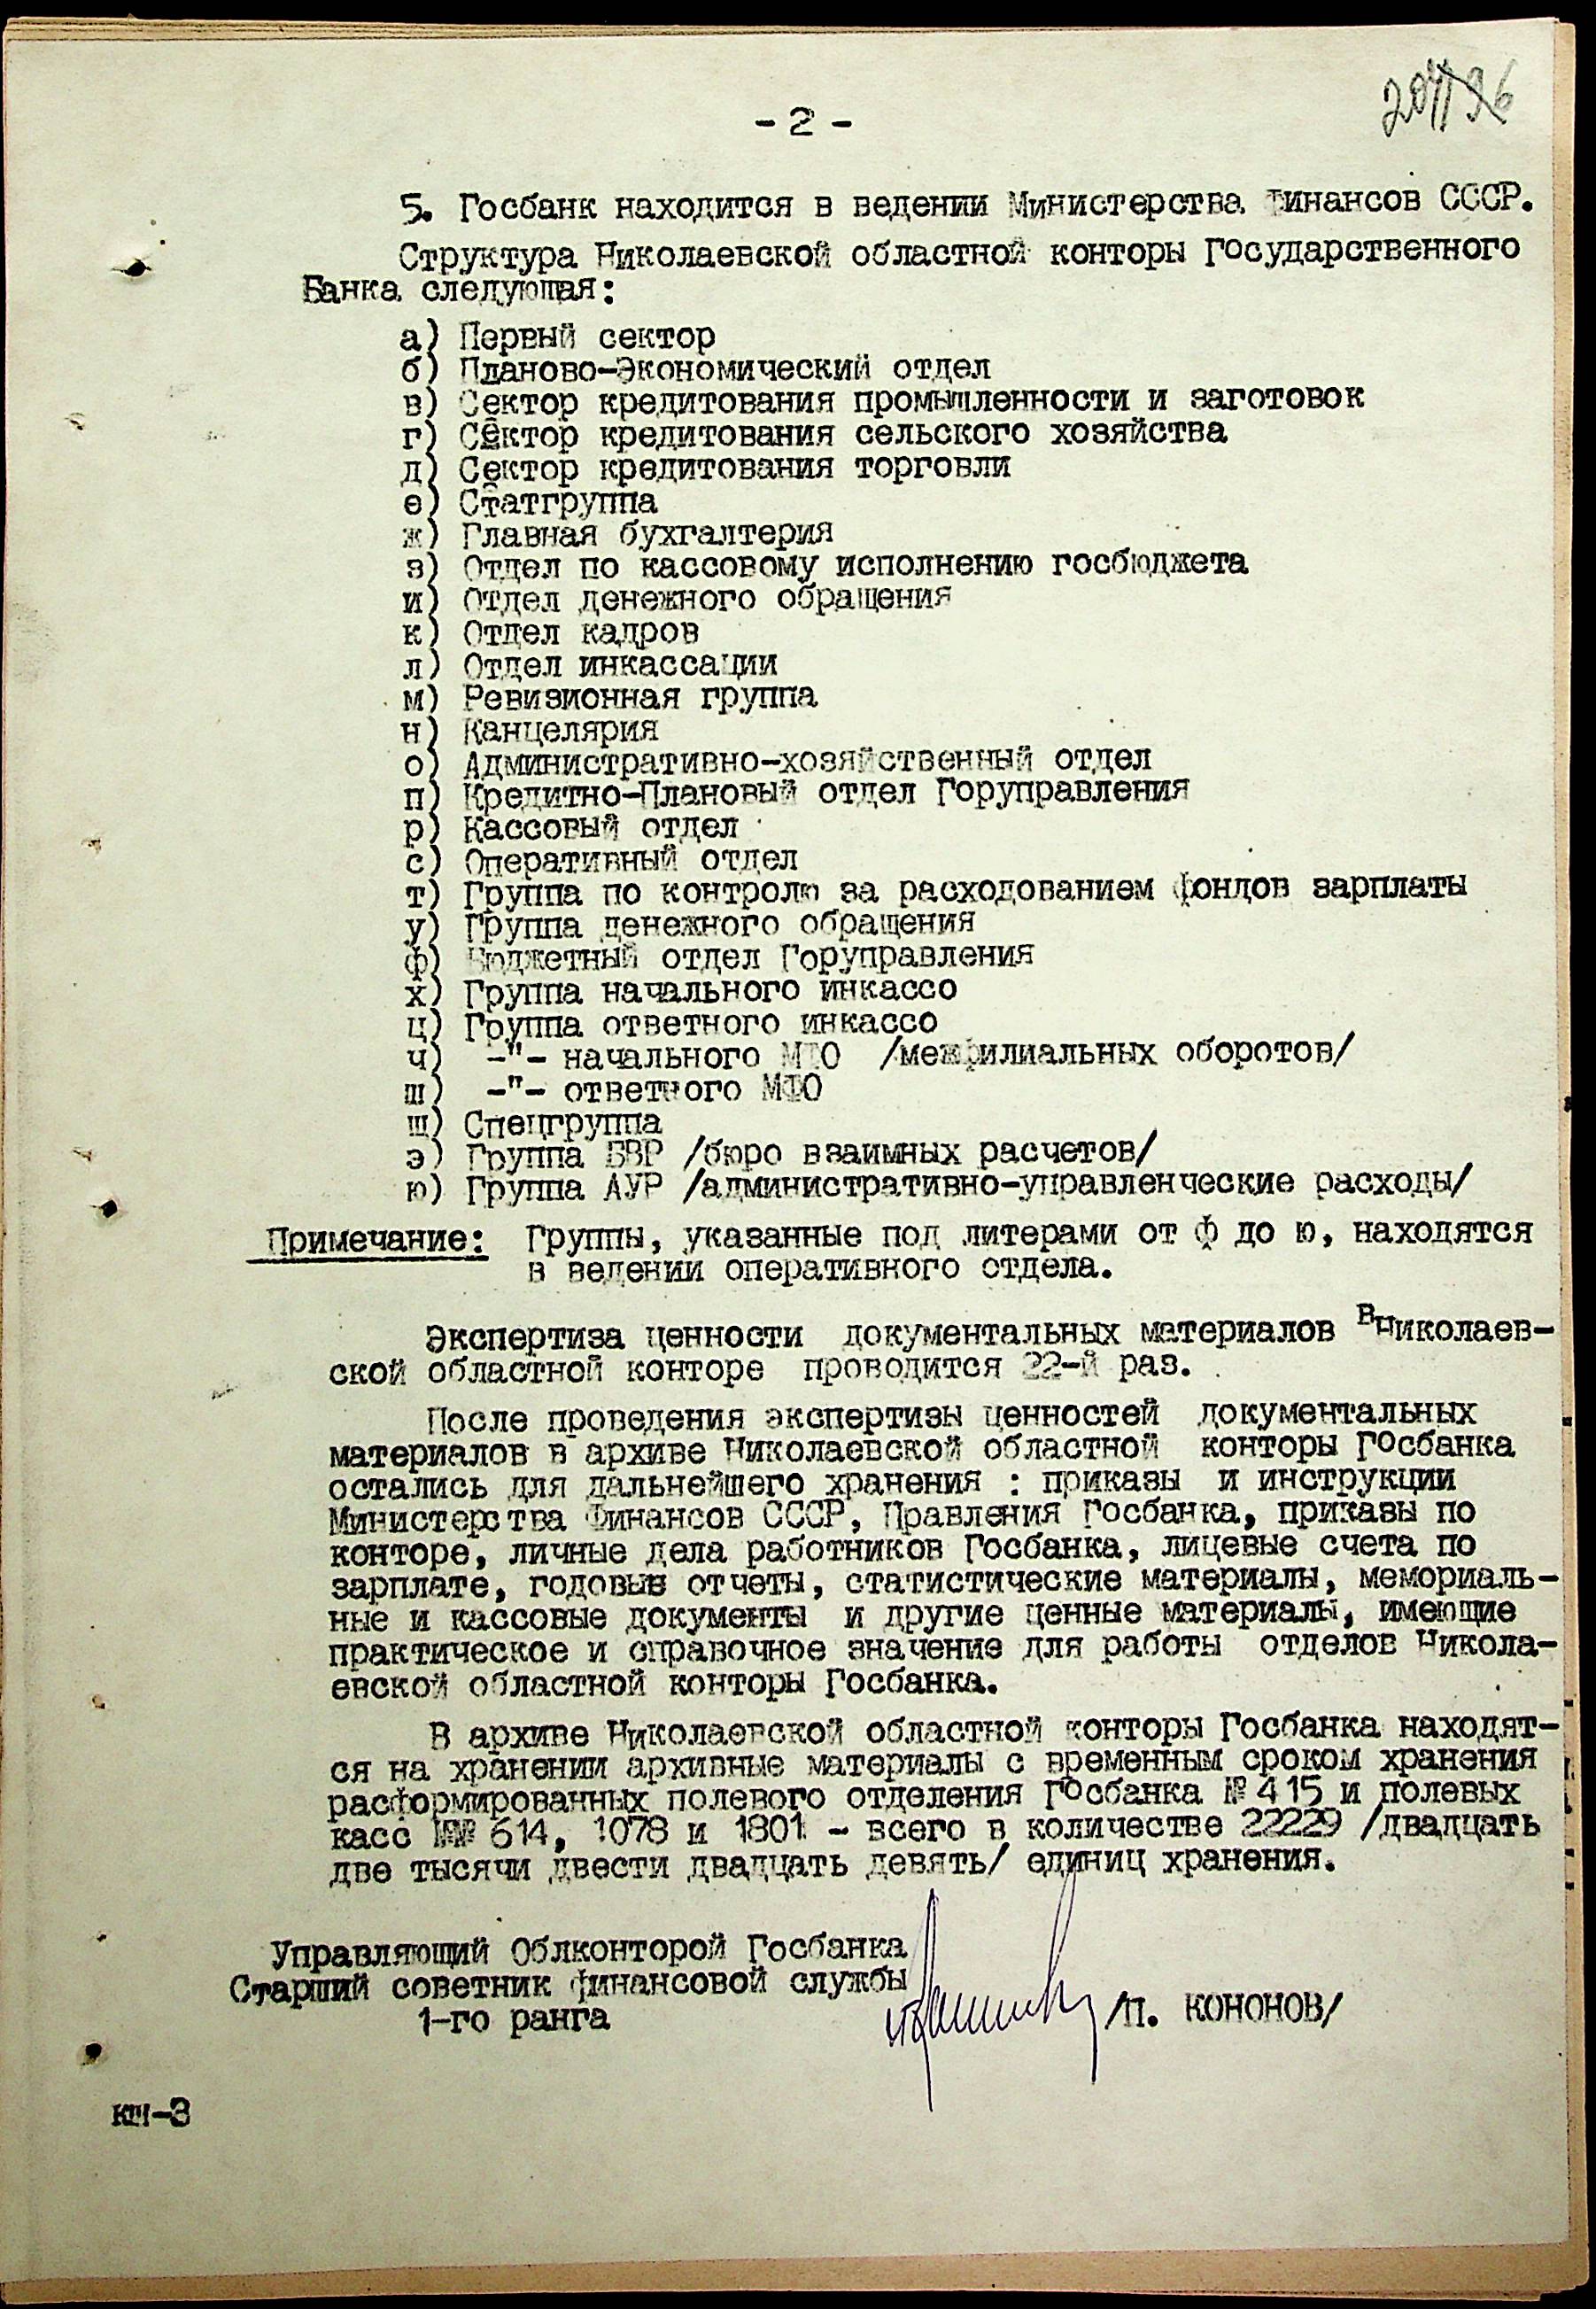 - 2 -
5. Госбанк находится в ведении Министерства Финансов СССР.
Структура Николаевской областной конторы Государственного
Банка следующая:
а) Первый сектор
б) Планово-Экономический отдел
в) Сектор кредитования промышленности и заготовок
г) Сектор кредитования сельского хозяйства
д) Сектор кредитования торговли
е) Статгруппа
ж) Главная бухгалтерия
з) Отдел по кассовому исполнению госбюджета
и) Отдел денежного обращения
к) Отдел кадров
л) Отдел инкассации
м) Ревизионная группа
н) Канцелярия
о) Административно-хозяйственный отдел
п) Кредитно-Плановый отдел Горуправления
р) Кассовый отдел
с) Оперативный отдел
т) Группа по контролю за расходованием фондов зарплаты
у) Группа денежного обращения
ф) Бюджетный отдел Горуправления
х) Группа начального инкассо
ц) Группа ответного инкассо
ч) -"- начального МФО /межфилиальных оборотов/
ш) -"- ответного МФО
щ) Спецгруппа
э) Группа БВР /бюро взаимных расчетов/
ю) Группа АУР /административно-управленческие расходы/
Примечание: Группы, указанные под литерами от ф до ю, находятся
в ведении оперативного отдела.
Экспертиза ценности документальных материалов в Николаев-
ской областной конторе проводится 22-й раз.
После проведения экспертизы ценностей документальных
материалов в архиве Николаевской областной конторы Госбанка
остались для дальнейшего хранения : приказы и инструкции
Министерства Финансов СССР, Правления Госбанка, приказы по
конторе, личные дела работников Госбанка, лицевые счета по
зарплате, годовые отчеты, статистические материалы, мемориаль-
ные и кассовые документы и другие ценные материалы, имеющие
практическое и справочное значение для работы отделов Никола-
евской областной конторы Госбанка.
В архиве Николаевской областной конторы Госбанка находят-
ся на хранении архивные материалы с временным сроком хранения
расформированных полевого отделения Госбанка № 415 и полевых
касс №№ 614, 1078 и 1801 - всего в количестве 22229 /двадцать
две тысячи двести двадцать девять/ единиц хранения.
Управляющий Облконторой Госбанка
Старший советник финансовой службы
1-го ранга /П. КОНОНОВ/
кш-3